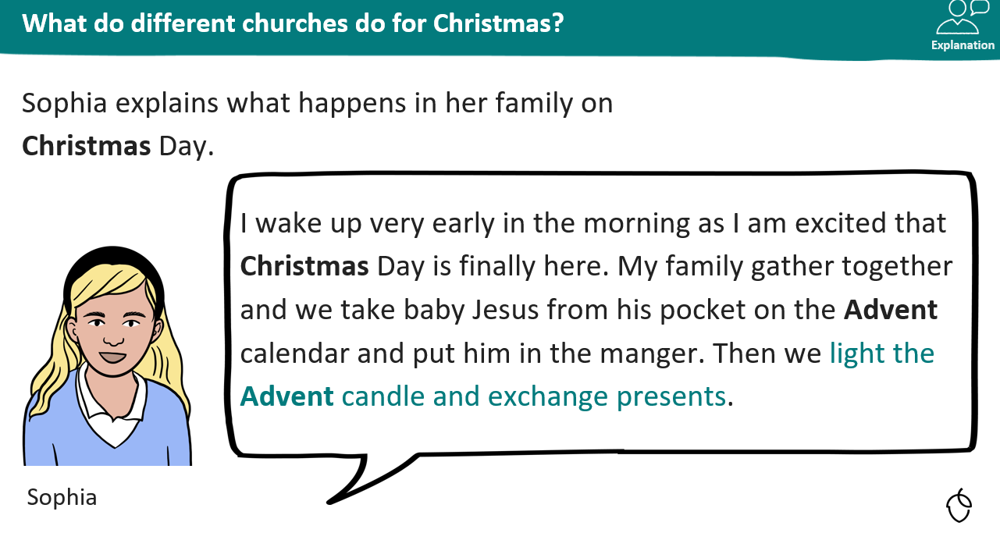 What do different churches do for Christmas?
Explanation
Sophia explains what happens in her family on
Christmas Day.
I wake up very early in the morning as I am excited that
Christmas Day is finally here. My family gather together
and we take baby Jesus from his pocket on the Advent
calendar and put him in the manger. Then we light the
Advent candle and exchange presents.
Sophia